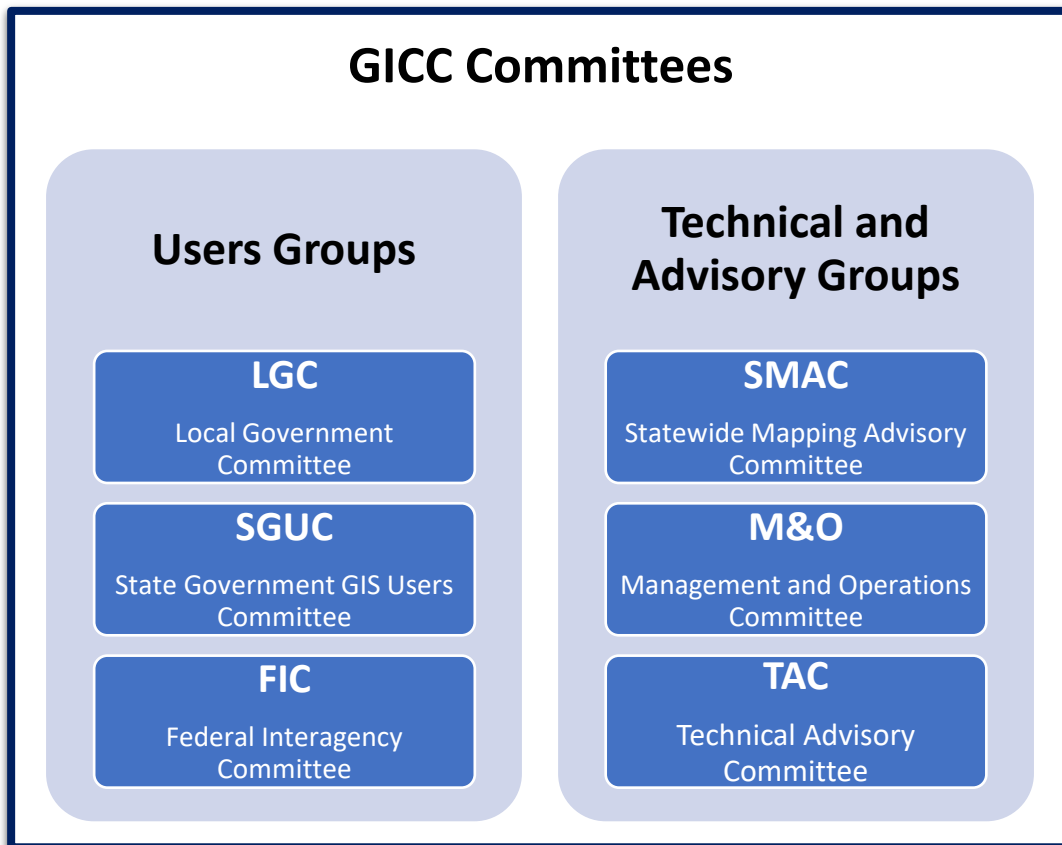 GICC Committees
Users Groups
LGC
Local Government
Committee
SGUC
State Government GIS Users
Committee
FIC
Federal Interagency
Committee
Technical and
Advisory Groups
SMAC
Statewide Mapping Advisory
Committee
M&O
Management and Operations
Committee
TAC
Technical Advisory
Committee